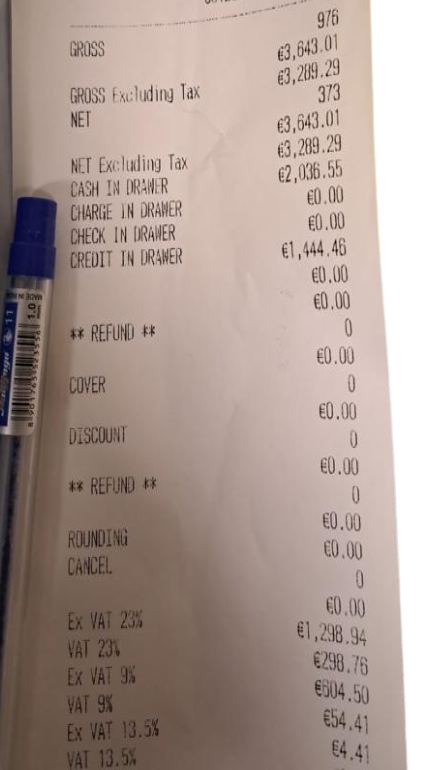 GROSS 976
€3,643.01
GROSS Excluding Tax €3,289.29
NET 373
€3,643.01
NET Excluding Tax €3,289.29
CASH IN DRAWER €2,036.55
CHARGE IN DRAWER €0.00
CHECK IN DRAWER €0.00
CREDIT IN DRAWER €1,444.46
€0.00
€0.00
** REFUND ** 0
€0.00
COVER 0
€0.00
DISCOUNT 0
€0.00
** REFUND ** 0
€0.00
ROUNDING €0.00
CANCEL 0
€0.00
Ex VAT 23% €1,298.94
VAT 23% €298.76
Ex VAT 9% €604.50
VAT 9% €54.41
Ex VAT 13.5% €4.41
VAT 13.5%
11
1.0